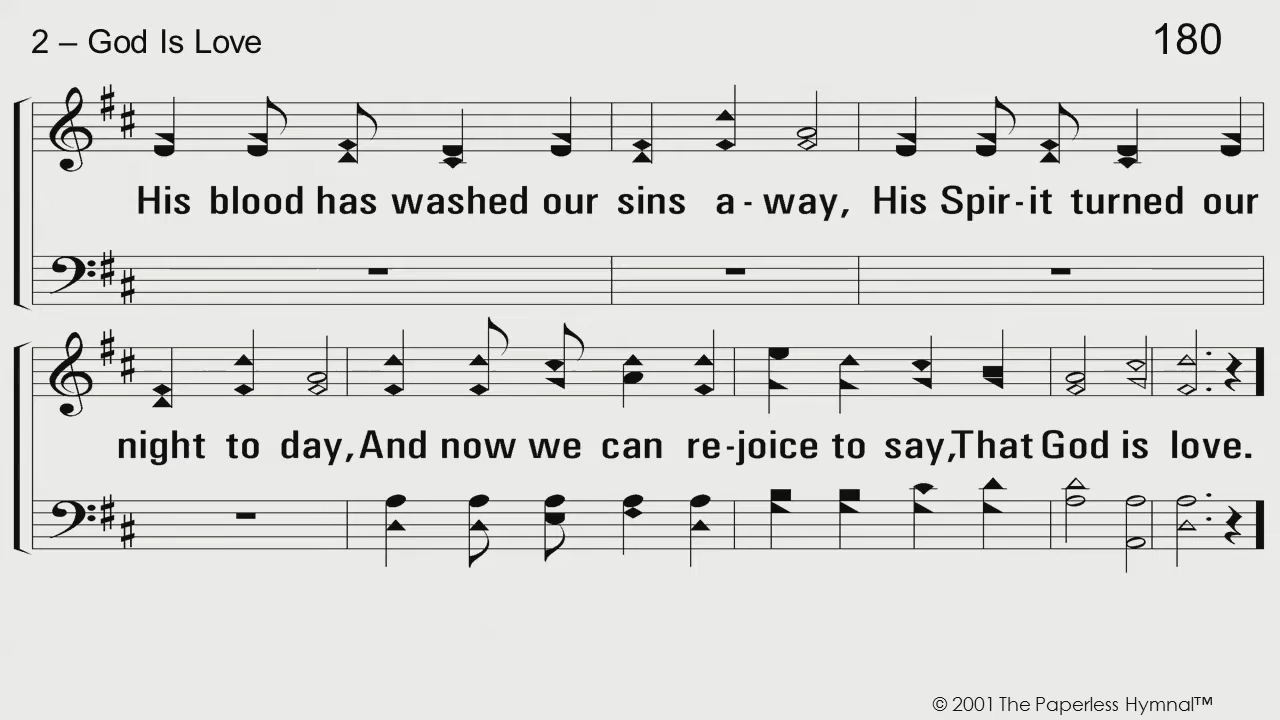 2 – God Is Love
180
His blood has washed our sins a - way, His Spir - it turned our
night to day, And now we can re - joice to say, That God is love.
© 2001 The Paperless Hymnal™